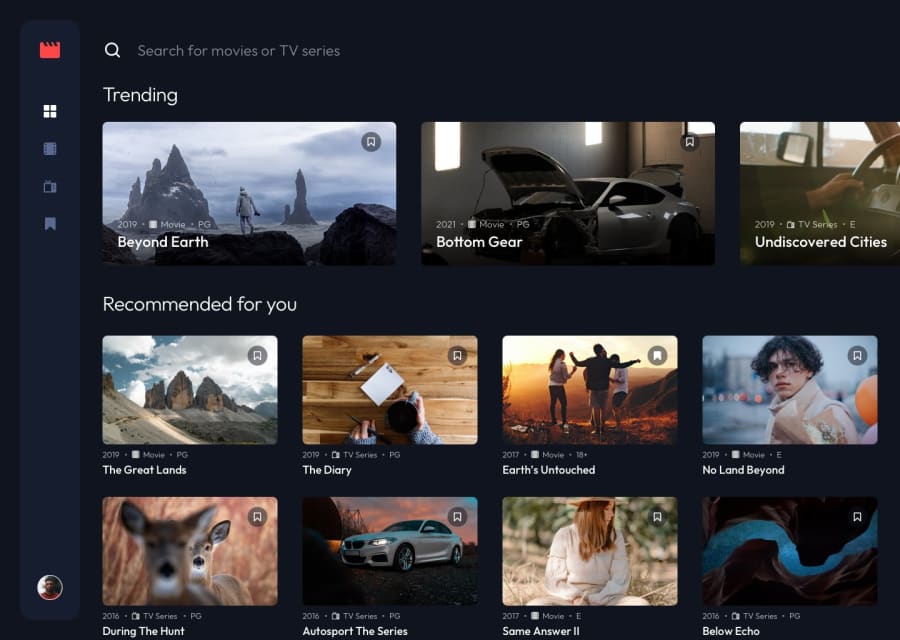 Search for movies or TV series
Trending
2019 • Movie • PG
Beyond Earth
2021 • Movie • PG
Bottom Gear
2019 • TV Series • E
Undiscovered Cities
Recommended for you
2019 • Movie • PG
The Great Lands
2019 • TV Series • PG
The Diary
2017 • Movie • 18+
Earth's Untouched
2019 • Movie • E
No Land Beyond
2016 • TV Series • PG
During The Hunt
2016 • TV Series • PG
Autosport The Series
2017 • Movie • E
Same Answer II
2016 • TV Series • PG
Below Echo